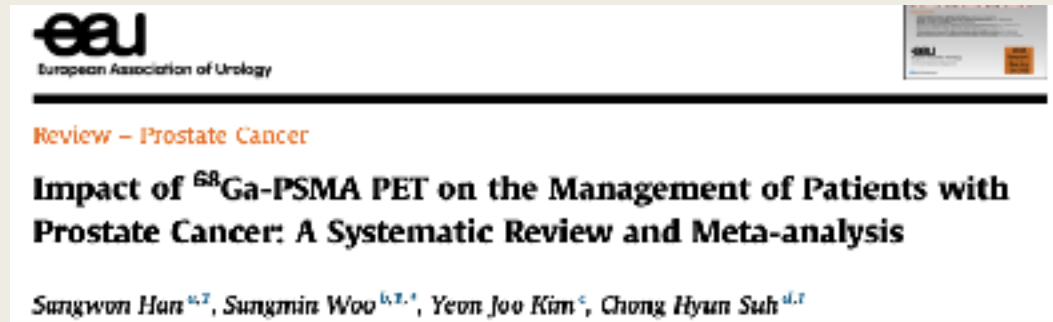 eau
European Association of Urology
Review – Prostate Cancer
Impact of ⁶⁸Ga-PSMA PET on the Management of Patients with
Prostate Cancer: A Systematic Review and Meta-analysis
Sangwon Han, Sungmin Woo, Yeon Joo Kim, Chong Hyun Suh